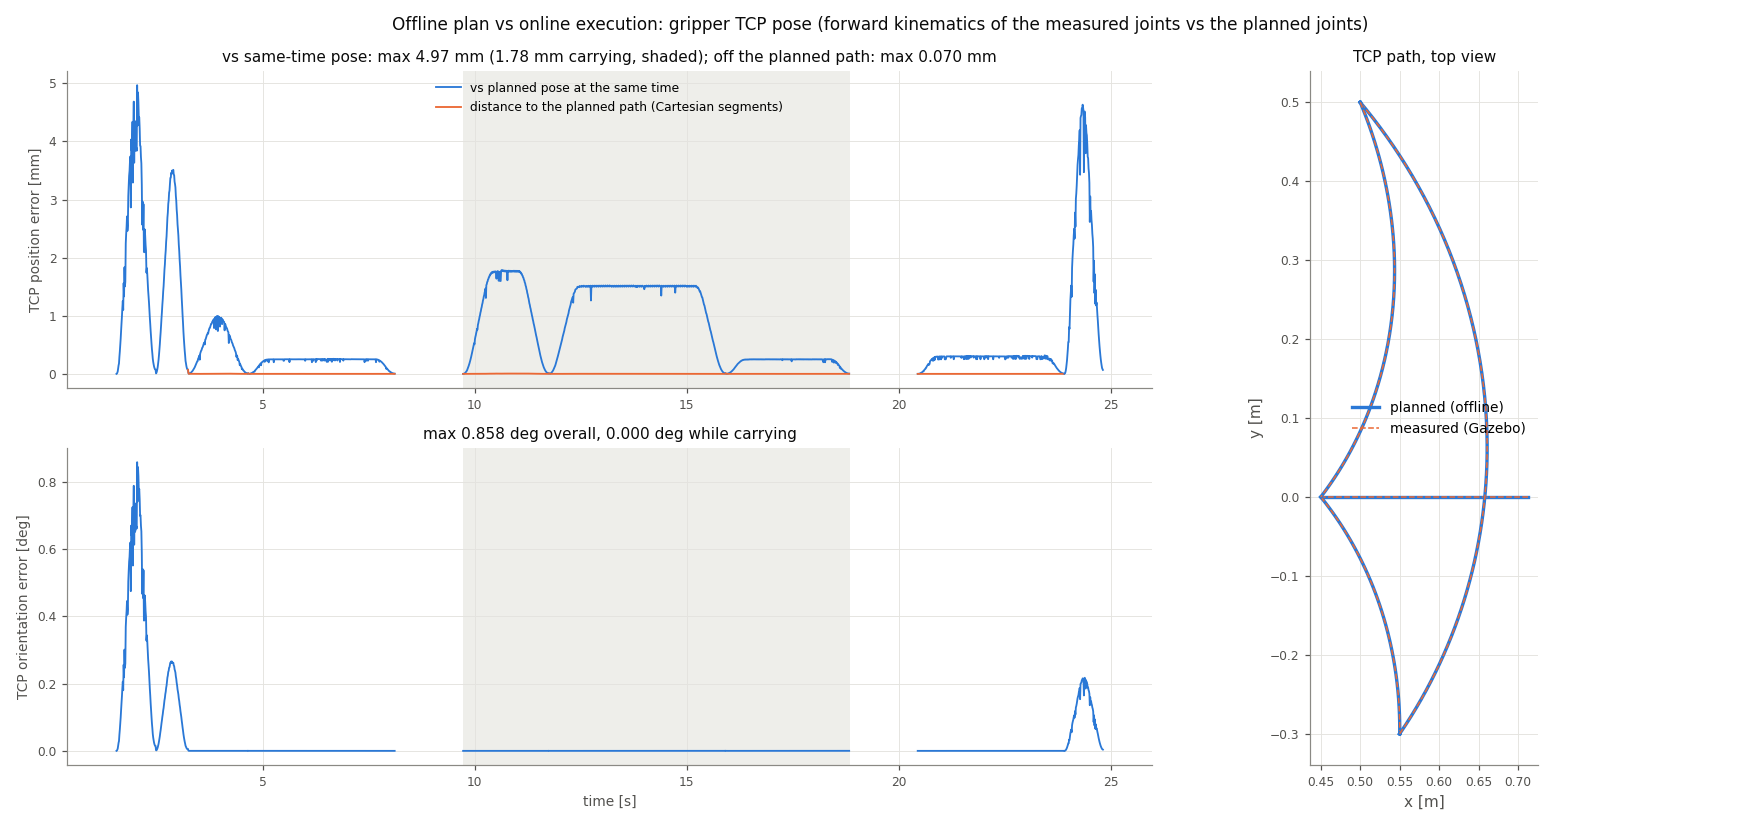 Offline plan vs online execution: gripper TCP pose (forward kinematics of the measured joints vs the planned joints)
vs same-time pose: max 4.97 mm (1.78 mm carrying, shaded); off the planned path: max 0.070 mm
TCP position error [mm]
5
4
3
2
1
0
vs planned pose at the same time
distance to the planned path (Cartesian segments)
5
10
15
20
25
max 0.858 deg overall, 0.000 deg while carrying
TCP orientation error [deg]
0.8
0.6
0.4
0.2
0.0
5
10
15
20
25
time [s]
TCP path, top view
y [m]
0.5
0.4
0.3
0.2
0.1
0.0
−0.1
−0.2
−0.3
planned (offline)
measured (Gazebo)
0.45
0.50
0.55
0.60
0.65
0.70
x [m]